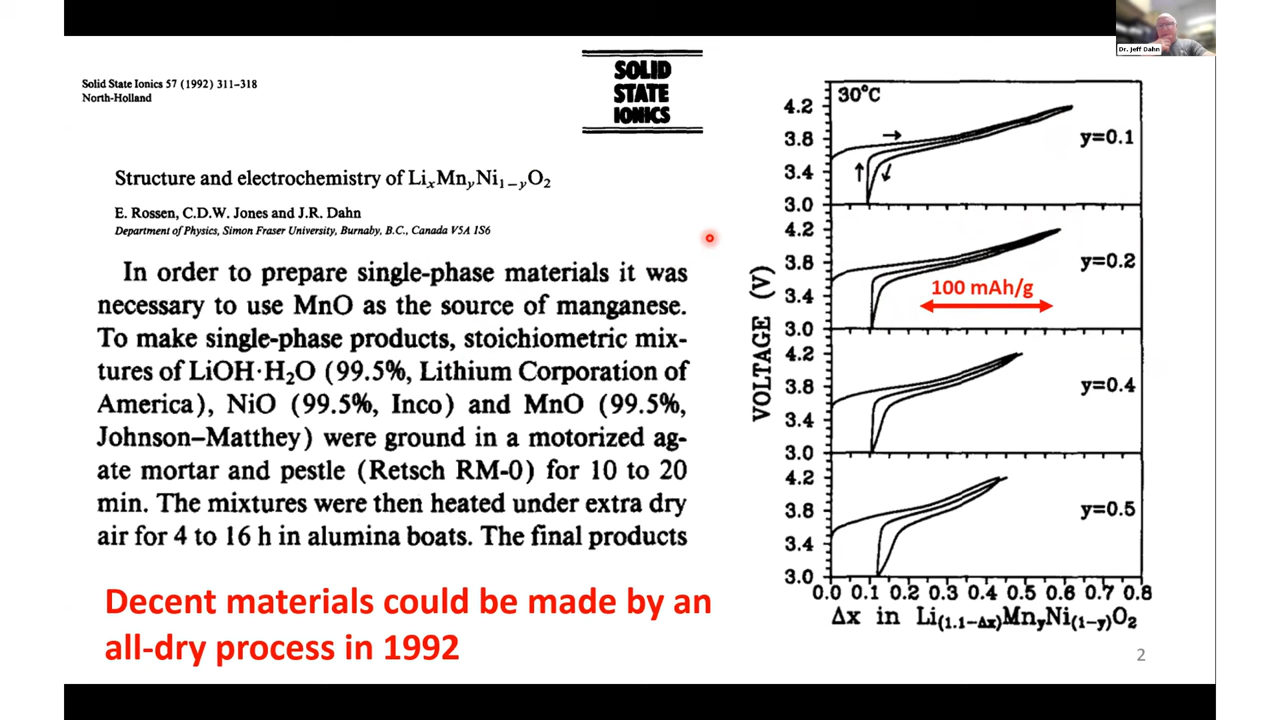 Dr. Jeff Dahn
Solid State Ionics 57 (1992) 311-318
North-Holland
SOLID
STATE
IONICS
Structure and electrochemistry of LiₓMnᵧNi₁₋ᵧO₂
E. Rossen, C.D.W. Jones and J.R. Dahn
Department of Physics, Simon Fraser University, Burnaby, B.C., Canada V5A 1S6
In order to prepare single-phase materials it was
necessary to use MnO as the source of manganese.
To make single-phase products, stoichiometric mix-
tures of LiOH·H₂O (99.5%, Lithium Corporation of
America), NiO (99.5%, Inco) and MnO (99.5%,
Johnson–Matthey) were ground in a motorized ag-
ate mortar and pestle (Retsch RM-0) for 10 to 20
min. The mixtures were then heated under extra dry
air for 4 to 16 h in alumina boats. The final products
Decent materials could be made by an
all-dry process in 1992
VOLTAGE (V)
30°C
4.2
3.8
3.4
3.0
y=0.1
4.2
3.8
3.4
3.0
y=0.2
100 mAh/g
4.2
3.8
3.4
3.0
y=0.4
4.2
3.8
3.4
3.0
y=0.5
0.0 0.1 0.2 0.3 0.4 0.5 0.6 0.7 0.8
Δx in Li(1.1−Δx)MnyNi(1−y)O2
2